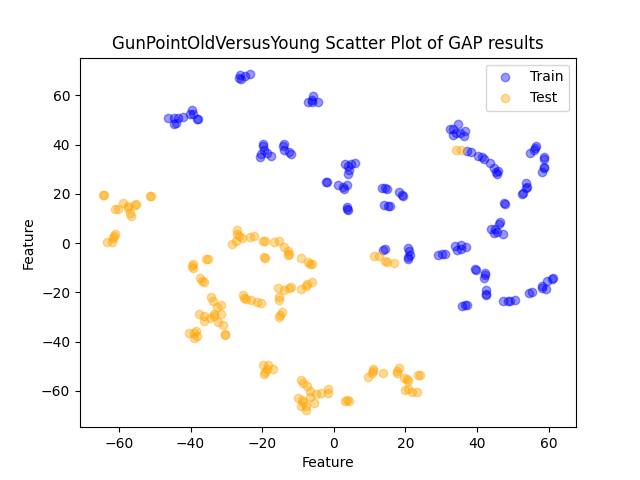 GunPointOldVersusYoung Scatter Plot of GAP results
Train
Test
60
40
20
0
−20
−40
−60
Feature
−60 −40 −20 0 20 40 60
Feature